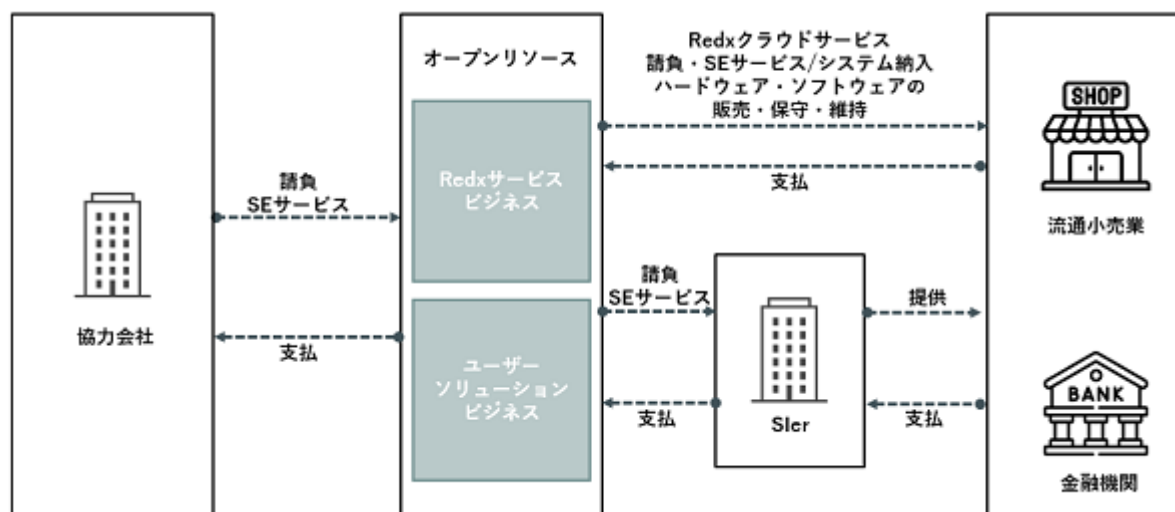 オープンリソース
Redxクラウドサービス
請負・SEサービス/システム納入
ハードウェア・ソフトウェアの
販売・保守・維持
SHOP
支払
流通小売業
Redxサービス
ビジネス
請負
SEサービス
協力会社
支払
請負
SEサービス
提供
ユーザー
ソリューション
ビジネス
支払
SIer
支払
BANK
金融機関